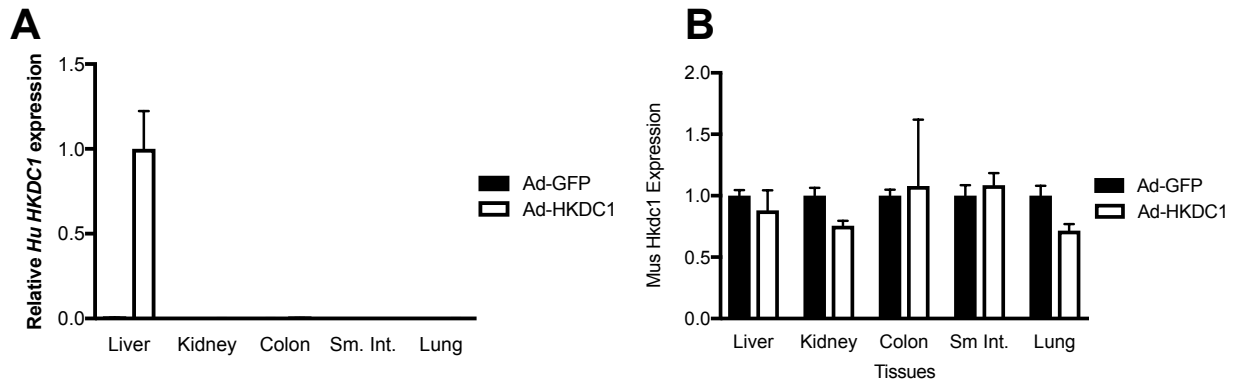 A
Relative Hu HKDC1 expression
1.5
1.0
0.5
0.0
Liver Kidney Colon Sm. Int. Lung
Ad-GFP
Ad-HKDC1
B
Mus Hkdc1 Expression
2.0
1.5
1.0
0.5
0.0
Liver Kidney Colon Sm Int. Lung
Tissues
Ad-GFP
Ad-HKDC1